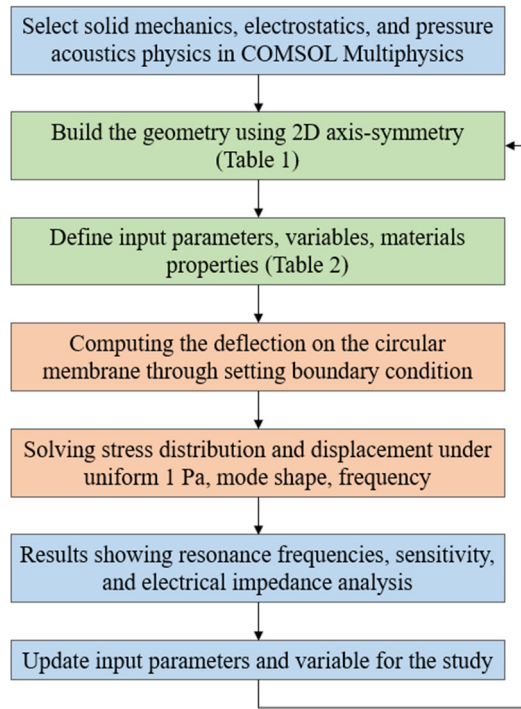 Select solid mechanics, electrostatics, and pressure
acoustics physics in COMSOL Multiphysics
Build the geometry using 2D axis-symmetry
(Table 1)
Define input parameters, variables, materials
properties (Table 2)
Computing the deflection on the circular
membrane through setting boundary condition
Solving stress distribution and displacement under
uniform 1 Pa, mode shape, frequency
Results showing resonance frequencies, sensitivity,
and electrical impedance analysis
Update input parameters and variable for the study